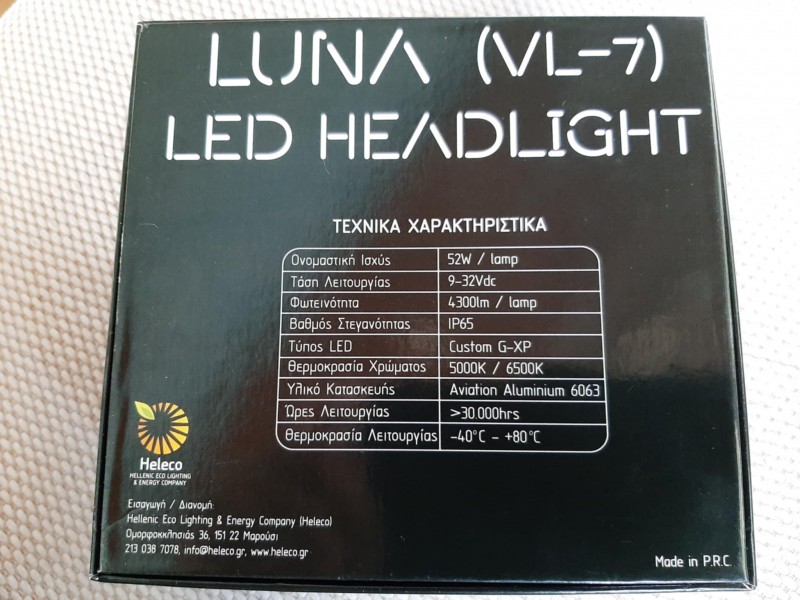 LUNA (VL-7)
LED HEADLIGHT
ΤΕΧΝΙΚΑ ΧΑΡΑΚΤΗΡΙΣΤΙΚΑ
Ονομαστική Ισχύς 52W / lamp
Τάση Λειτουργίας 9-32Vdc
Φωτεινότητα 4300lm / lamp
Βαθμός Στεγανότητας IP65
Τύπος LED Custom G-XP
Θερμοκρασία Χρώματος 5000K / 6500K
Υλικό Κατασκευής Aviation Aluminium 6063
Ώρες Λειτουργίας >30.000hrs
Θερμοκρασία Λειτουργίας -40°C - +80°C
Heleco
HELLENIC ECO LIGHTING
& ENERGY COMPANY
Εισαγωγή / Διανομή:
Hellenic Eco Lighting & Energy Company (Heleco)
Ομορφοκκλησιάς 36, 151 22 Μαρούσι
213 038 7078, info@heleco.gr, www.heleco.gr
Made in P.R.C.